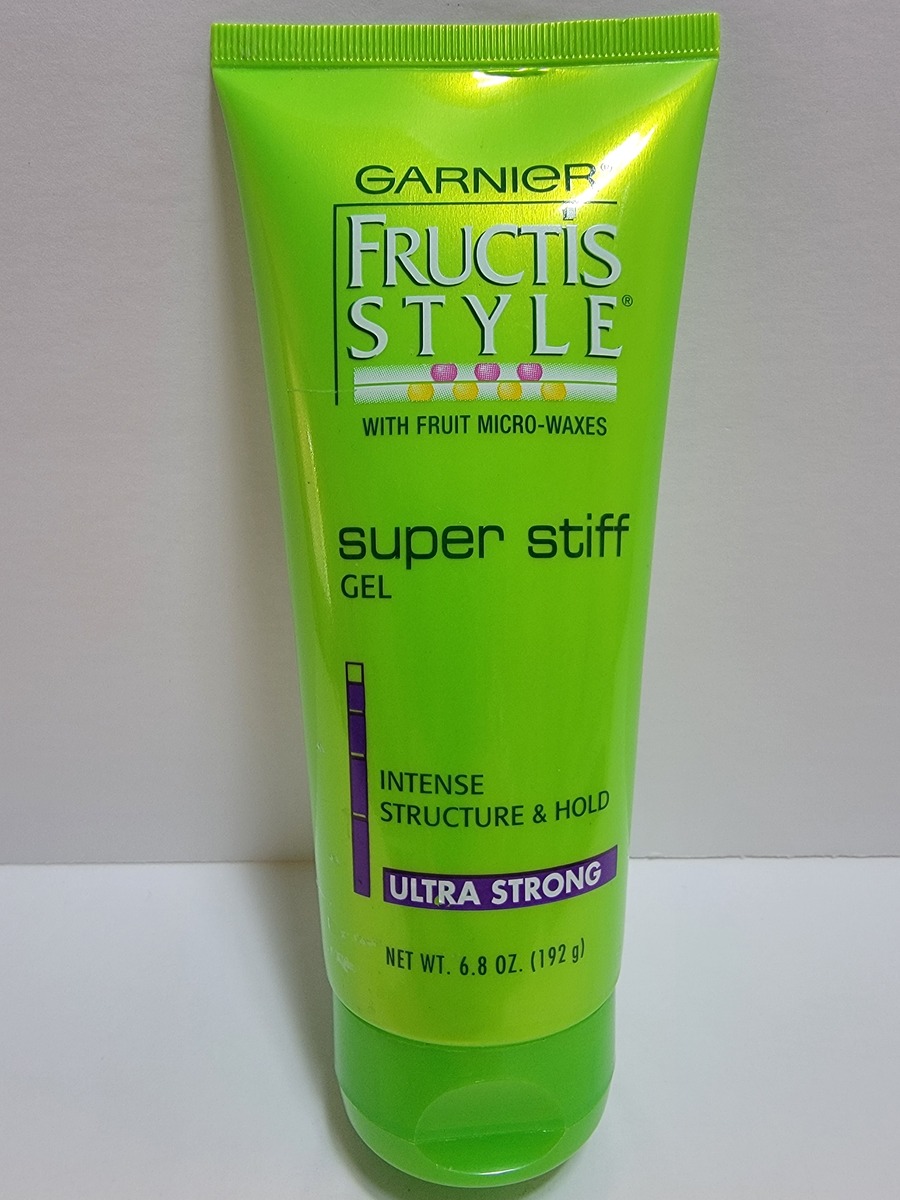 GARNIER®
FRUCTIS
STYLE®
WITH FRUIT MICRO-WAXES
super stiff
GEL
INTENSE
STRUCTURE & HOLD
ULTRA STRONG
NET WT. 6.8 OZ. (192 g)